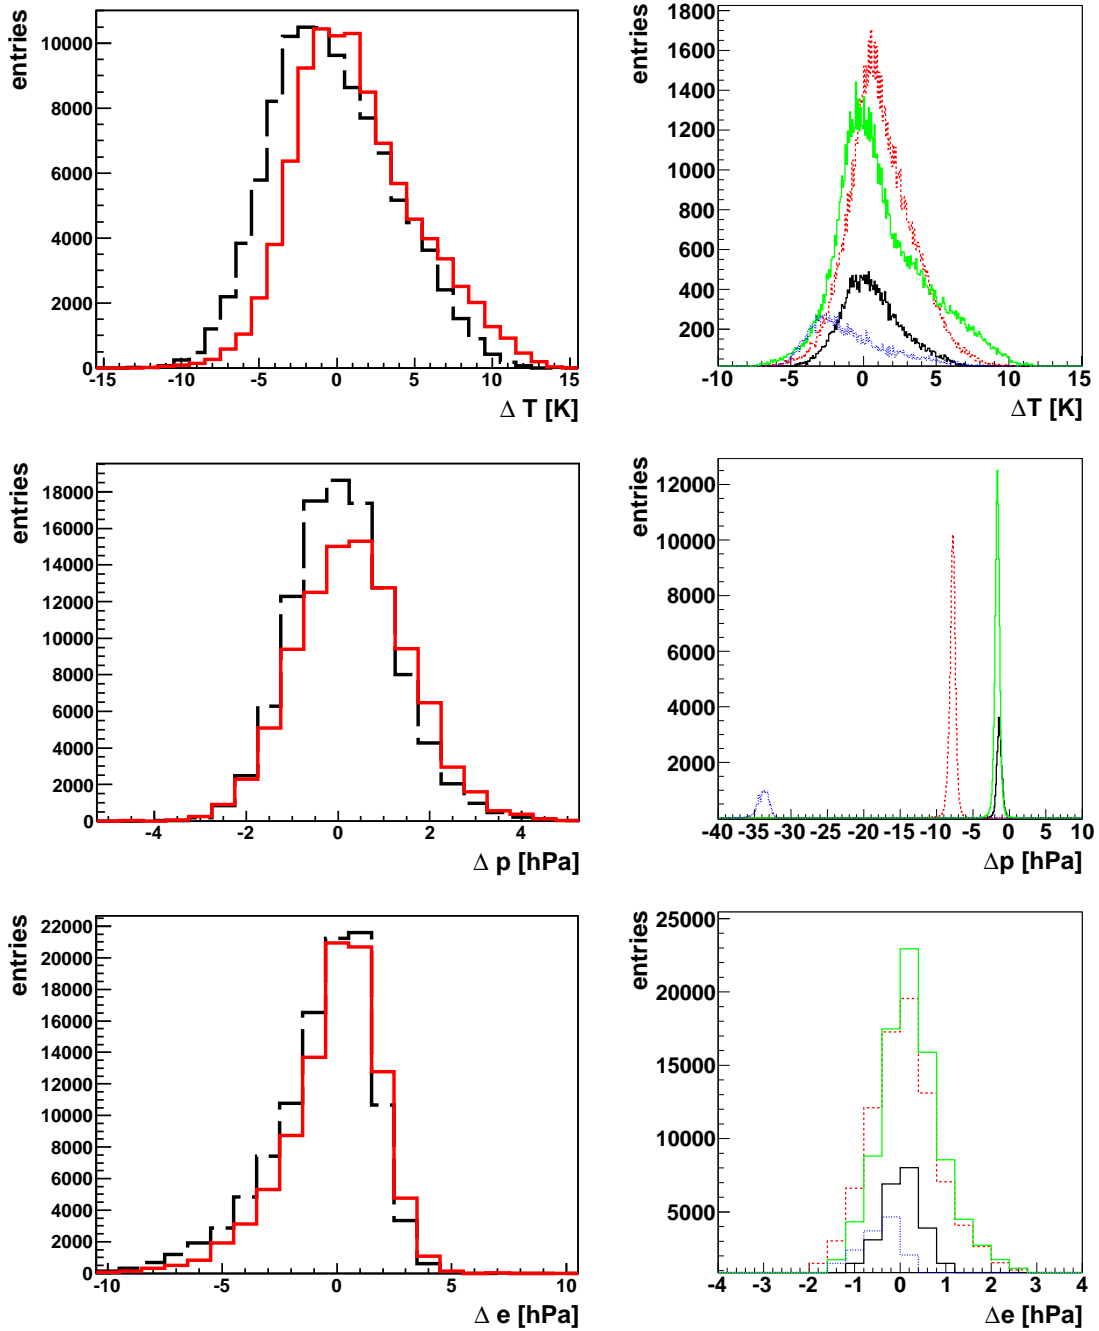 entries
10000
8000
6000
4000
2000
0
-15 -10 -5 0 5 10 15
Δ T [K]
entries
1800
1600
1400
1200
1000
800
600
400
200
-10 -5 0 5 10 15
ΔT [K]
entries
18000
16000
14000
12000
10000
8000
6000
4000
2000
0
-4 -2 0 2 4
Δ p [hPa]
entries
12000
10000
8000
6000
4000
2000
-40 -35 -30 -25 -20 -15 -10 -5 0 5 10
Δp [hPa]
entries
22000
20000
18000
16000
14000
12000
10000
8000
6000
4000
2000
0
-10 -5 0 5 10
Δ e [hPa]
entries
25000
20000
15000
10000
5000
-4 -3 -2 -1 0 1 2 3 4
Δe [hPa]